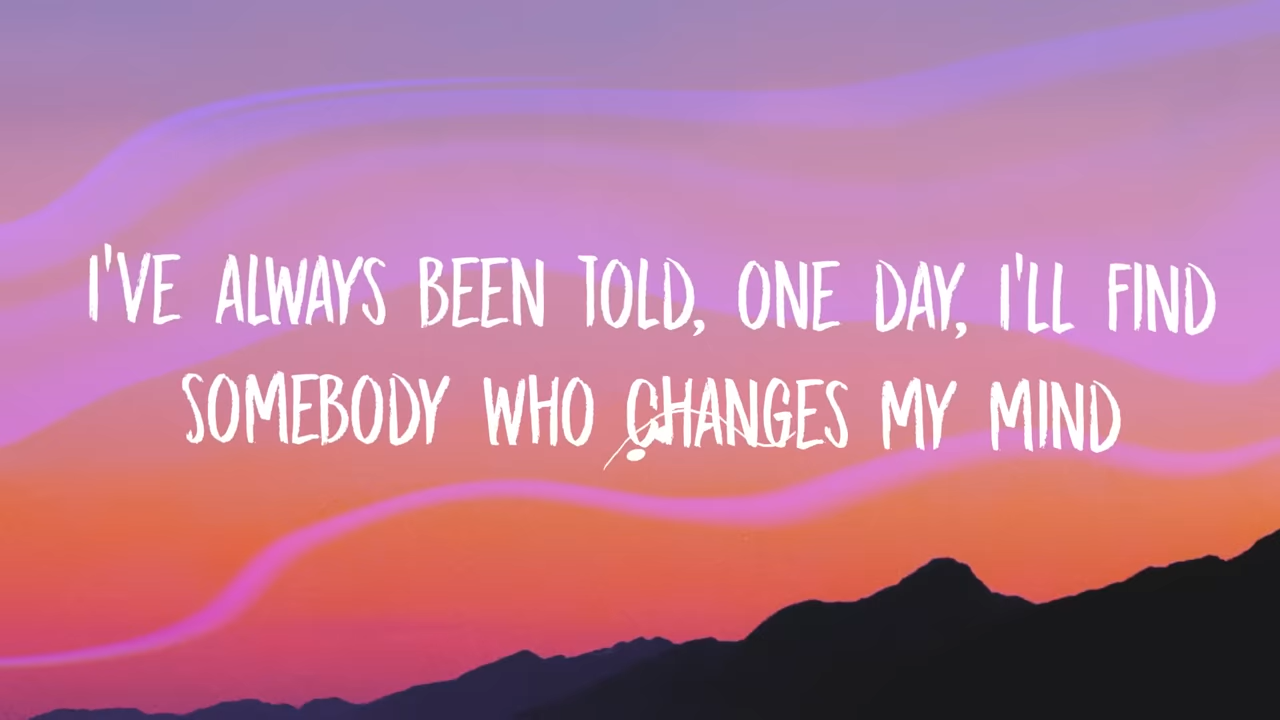 I'VE ALWAYS BEEN TOLD, ONE DAY, I'LL FIND
SOMEBODY WHO CHANGES MY MIND